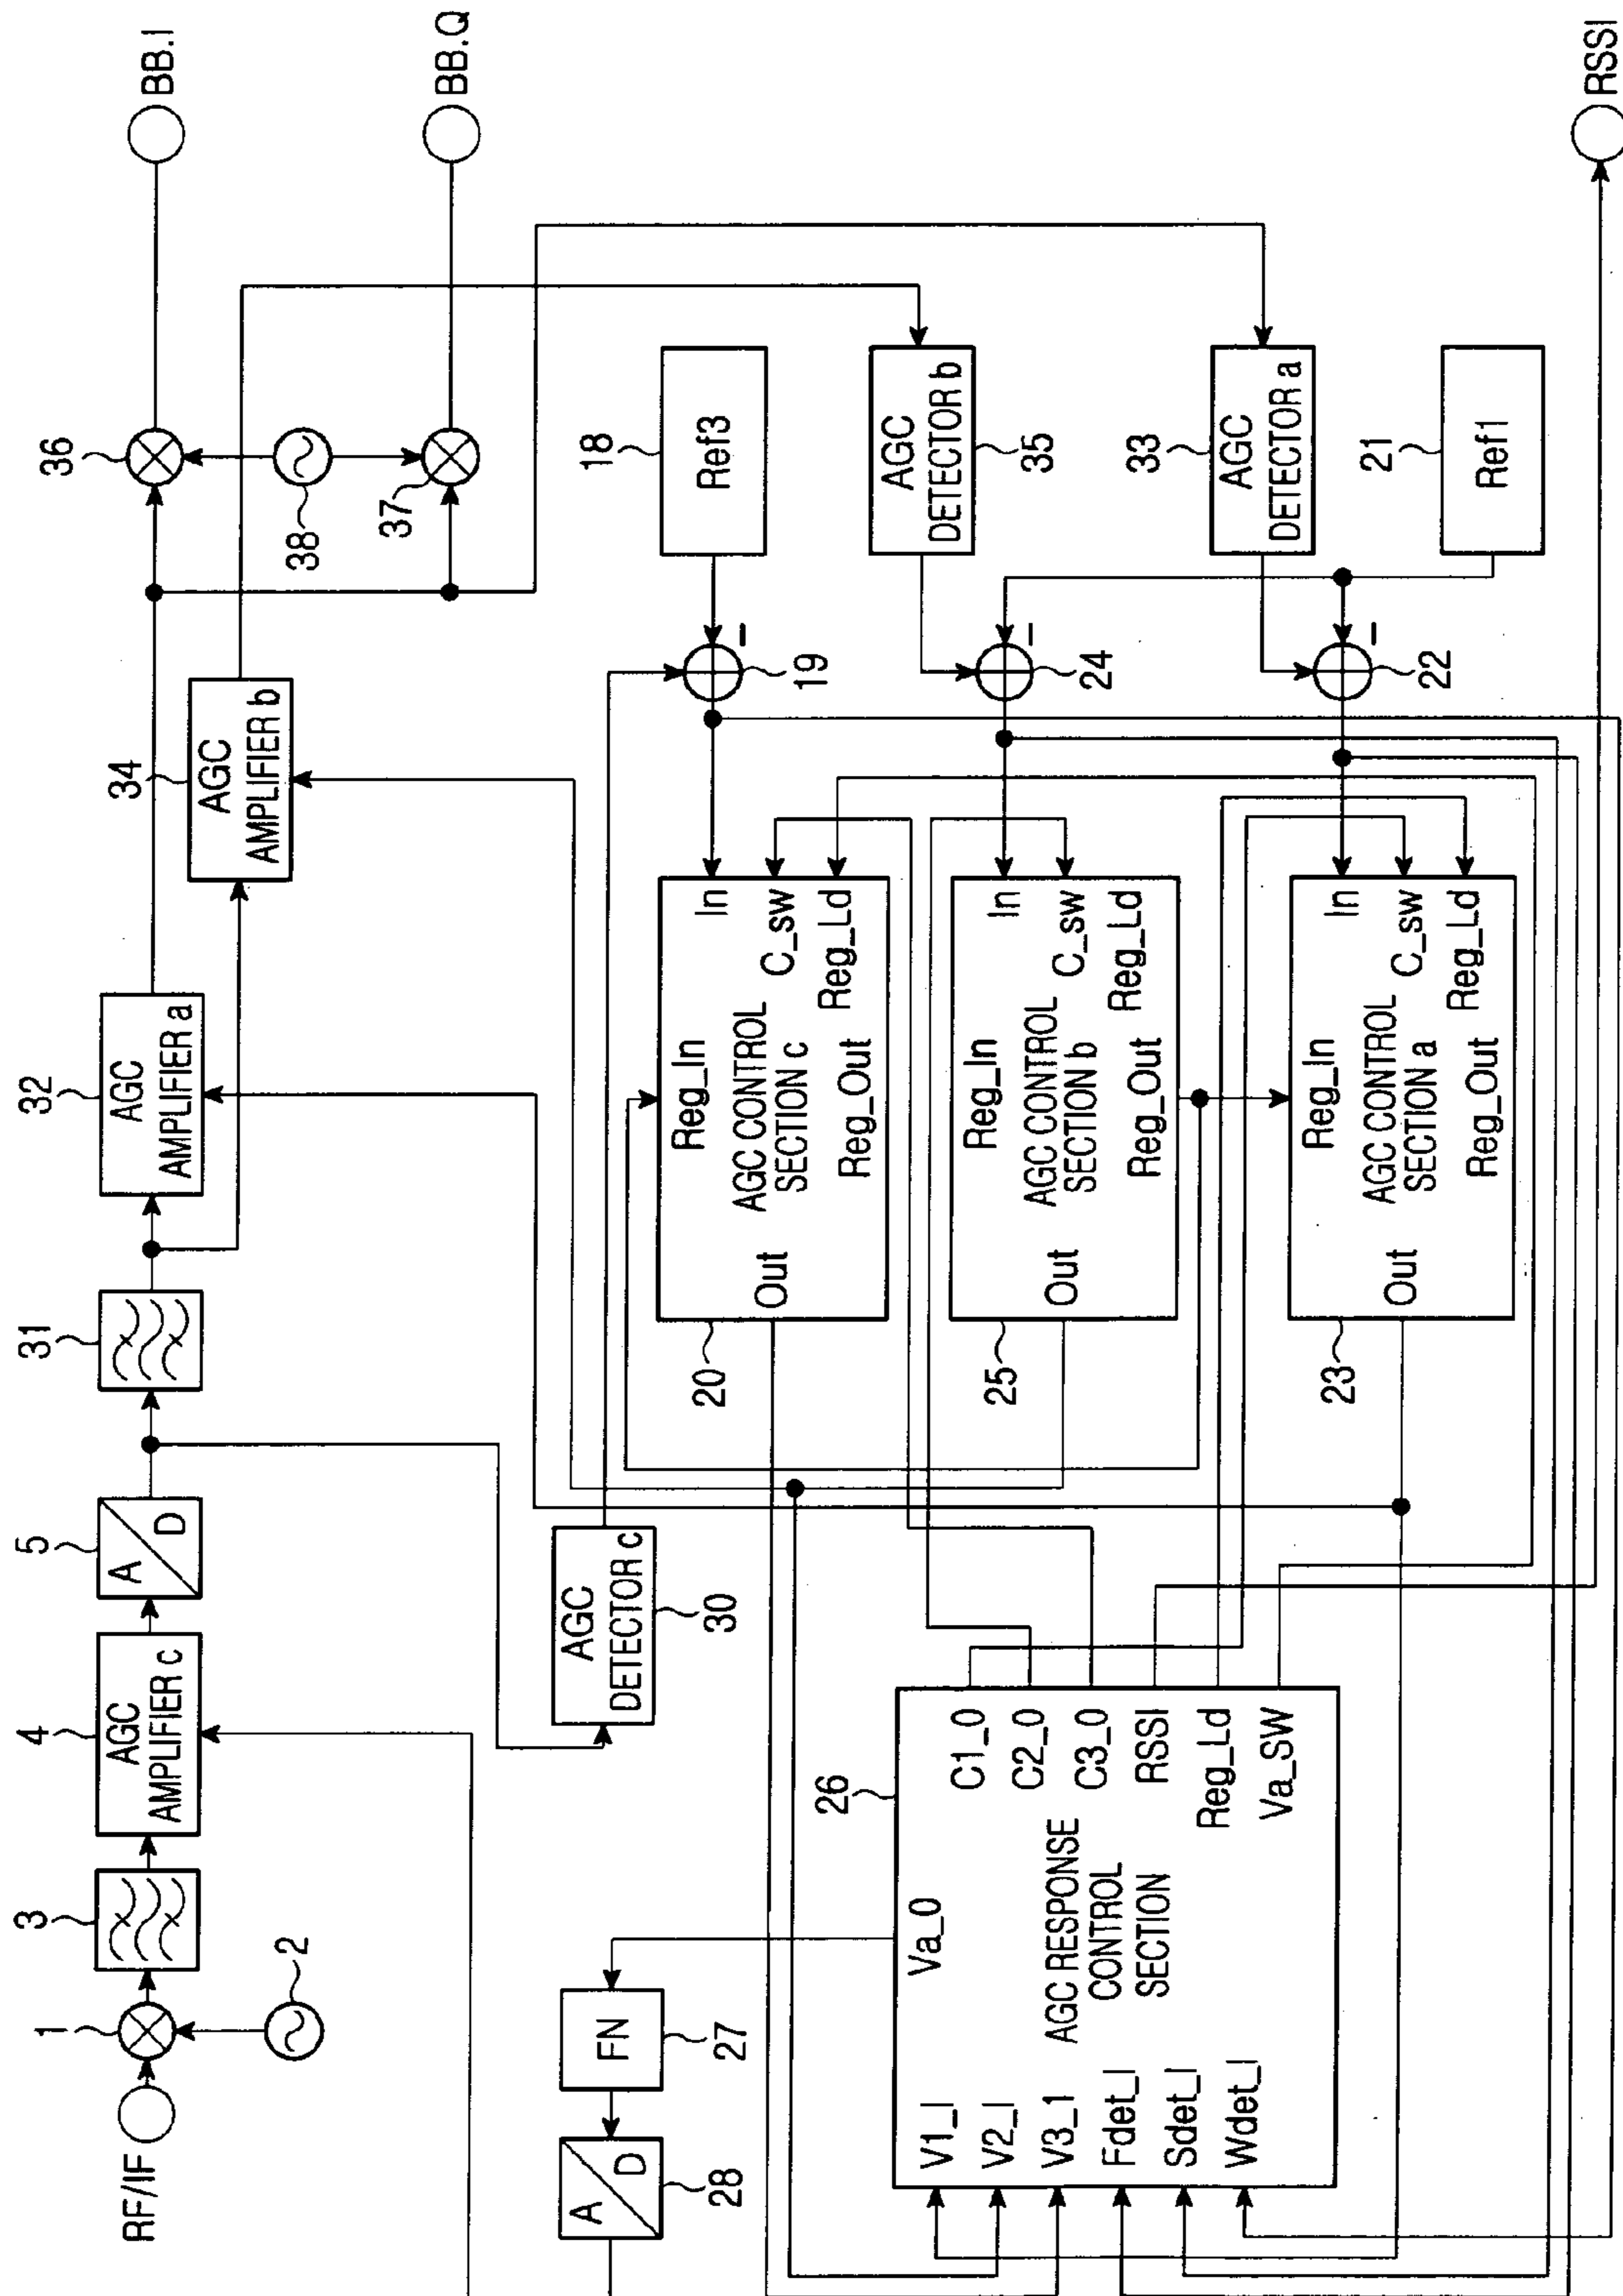 RF/IF
1
2
3
4
AGC
AMPLIFIER c
5
A
D
31
32
AGC
AMPLIFIER a
34
AGC
AMPLIFIER b
36
38
37
BB.I
BB.Q
AGC
DETECTOR c
30
18
Ref3
19
-
AGC
DETECTOR b
35
24
-
AGC
DETECTOR a
33
22
-
21
Ref1
20
Reg_In
In
AGC CONTROL
SECTION c
C_sw
Reg_Ld
Out
Reg_Out
25
Reg_In
In
AGC CONTROL
SECTION b
C_sw
Reg_Ld
Out
Reg_Out
23
Reg_In
In
AGC CONTROL
SECTION a
C_sw
Reg_Ld
Out
Reg_Out
A
D
28
FN
27
26
Va_0
V1_I
V2_I
V3_1
Fdet_I
Sdet_I
Wdet_I
AGC RESPONSE
CONTROL
SECTION
C1_0
C2_0
C3_0
RSSI
Reg_Ld
Va_SW
RSSI